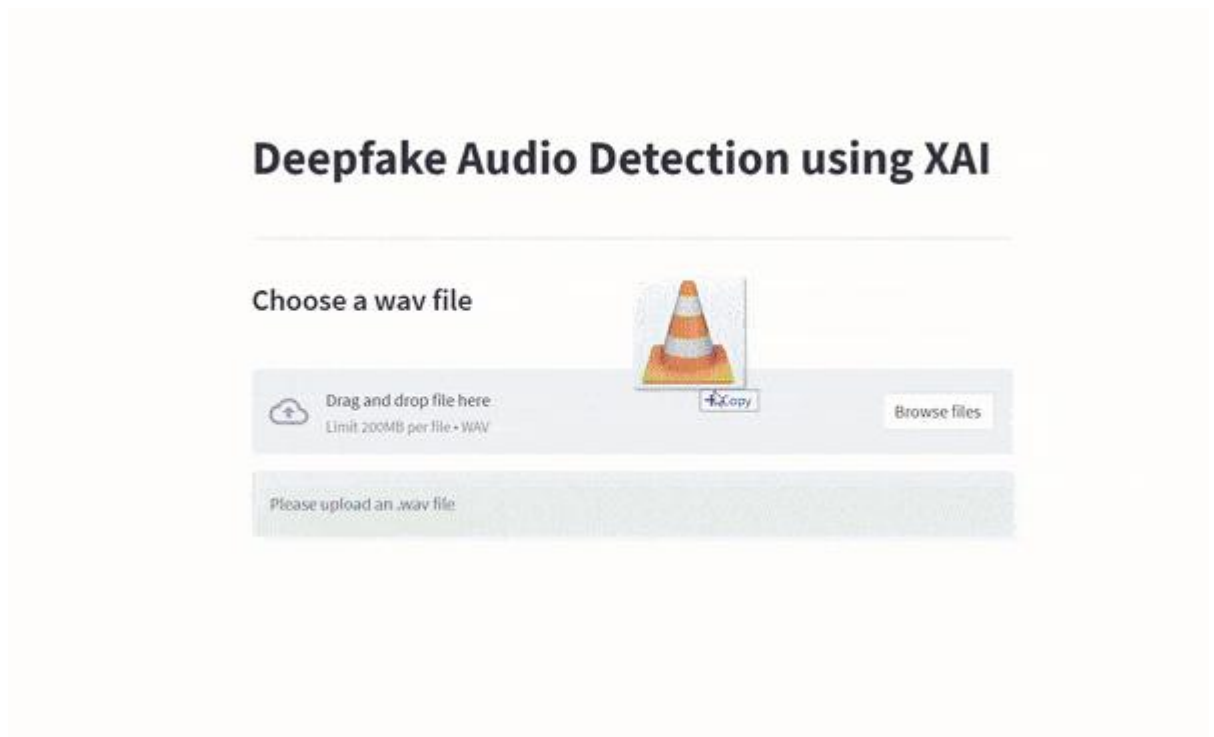 Deepfake Audio Detection using XAI
Choose a wav file
Drag and drop file here
Limit 200MB per file • WAV
Browse files
Copy
Please upload an .wav file